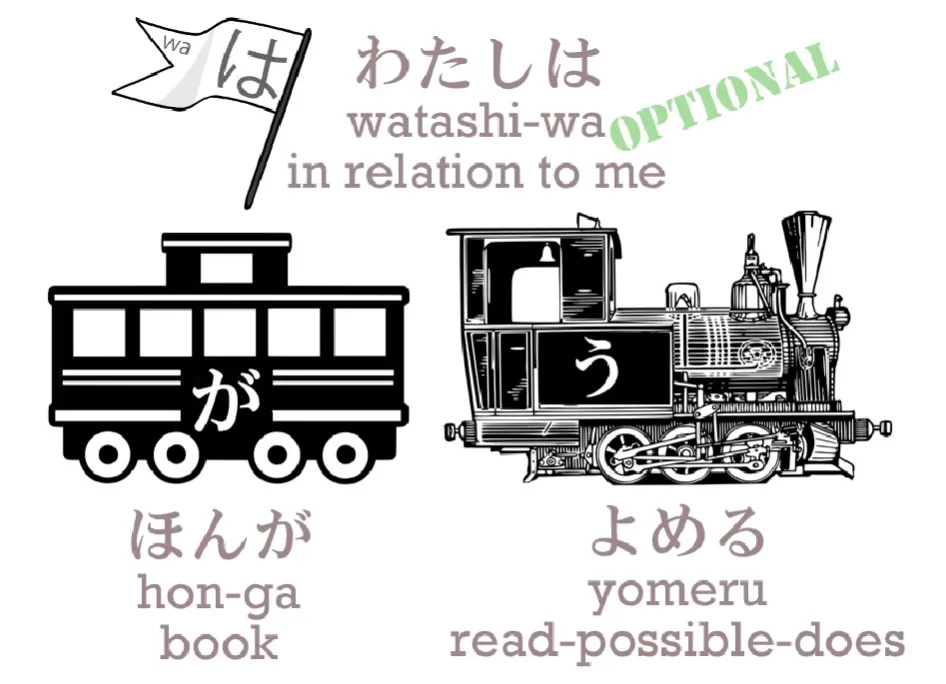 wa
は
わたしは
watashi-wa
OPTIONAL
in relation to me
が
う
ほんが
hon-ga
book
よめる
yomeru
read-possible-does